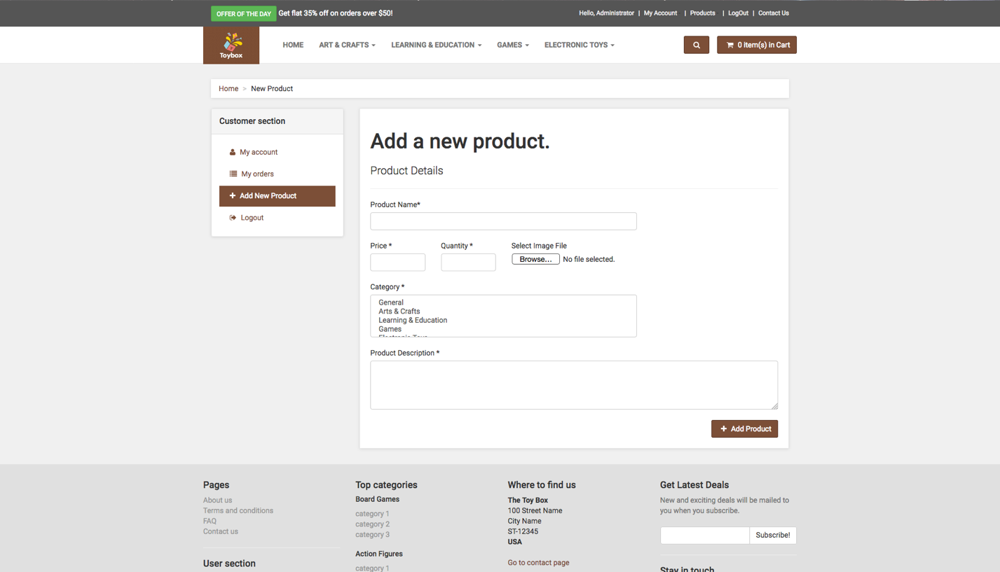 OFFER OF THE DAY Get flat 35% off on orders over $50!
Hello, Administrator | My Account | Products | LogOut | Contact Us
Toybox
HOME ART & CRAFTS LEARNING & EDUCATION GAMES ELECTRONIC TOYS
0 item(s) in Cart
Home > New Product
Customer section
My account
My orders
Add New Product
Logout
Add a new product.
Product Details
Product Name*
Price * Quantity * Select Image File
Browse... No file selected.
Category *
General
Arts & Crafts
Learning & Education
Games
Electronic Toys
Product Description *
Add Product
Pages
About us
Terms and conditions
FAQ
Contact us
User section
Top categories
Board Games
category 1
category 2
category 3
Action Figures
category 1
Where to find us
The Toy Box
100 Street Name
City Name
ST-12345
USA
Go to contact page
Get Latest Deals
New and exciting deals will be mailed to
you when you subscribe.
Subscribe!
Stay in touch